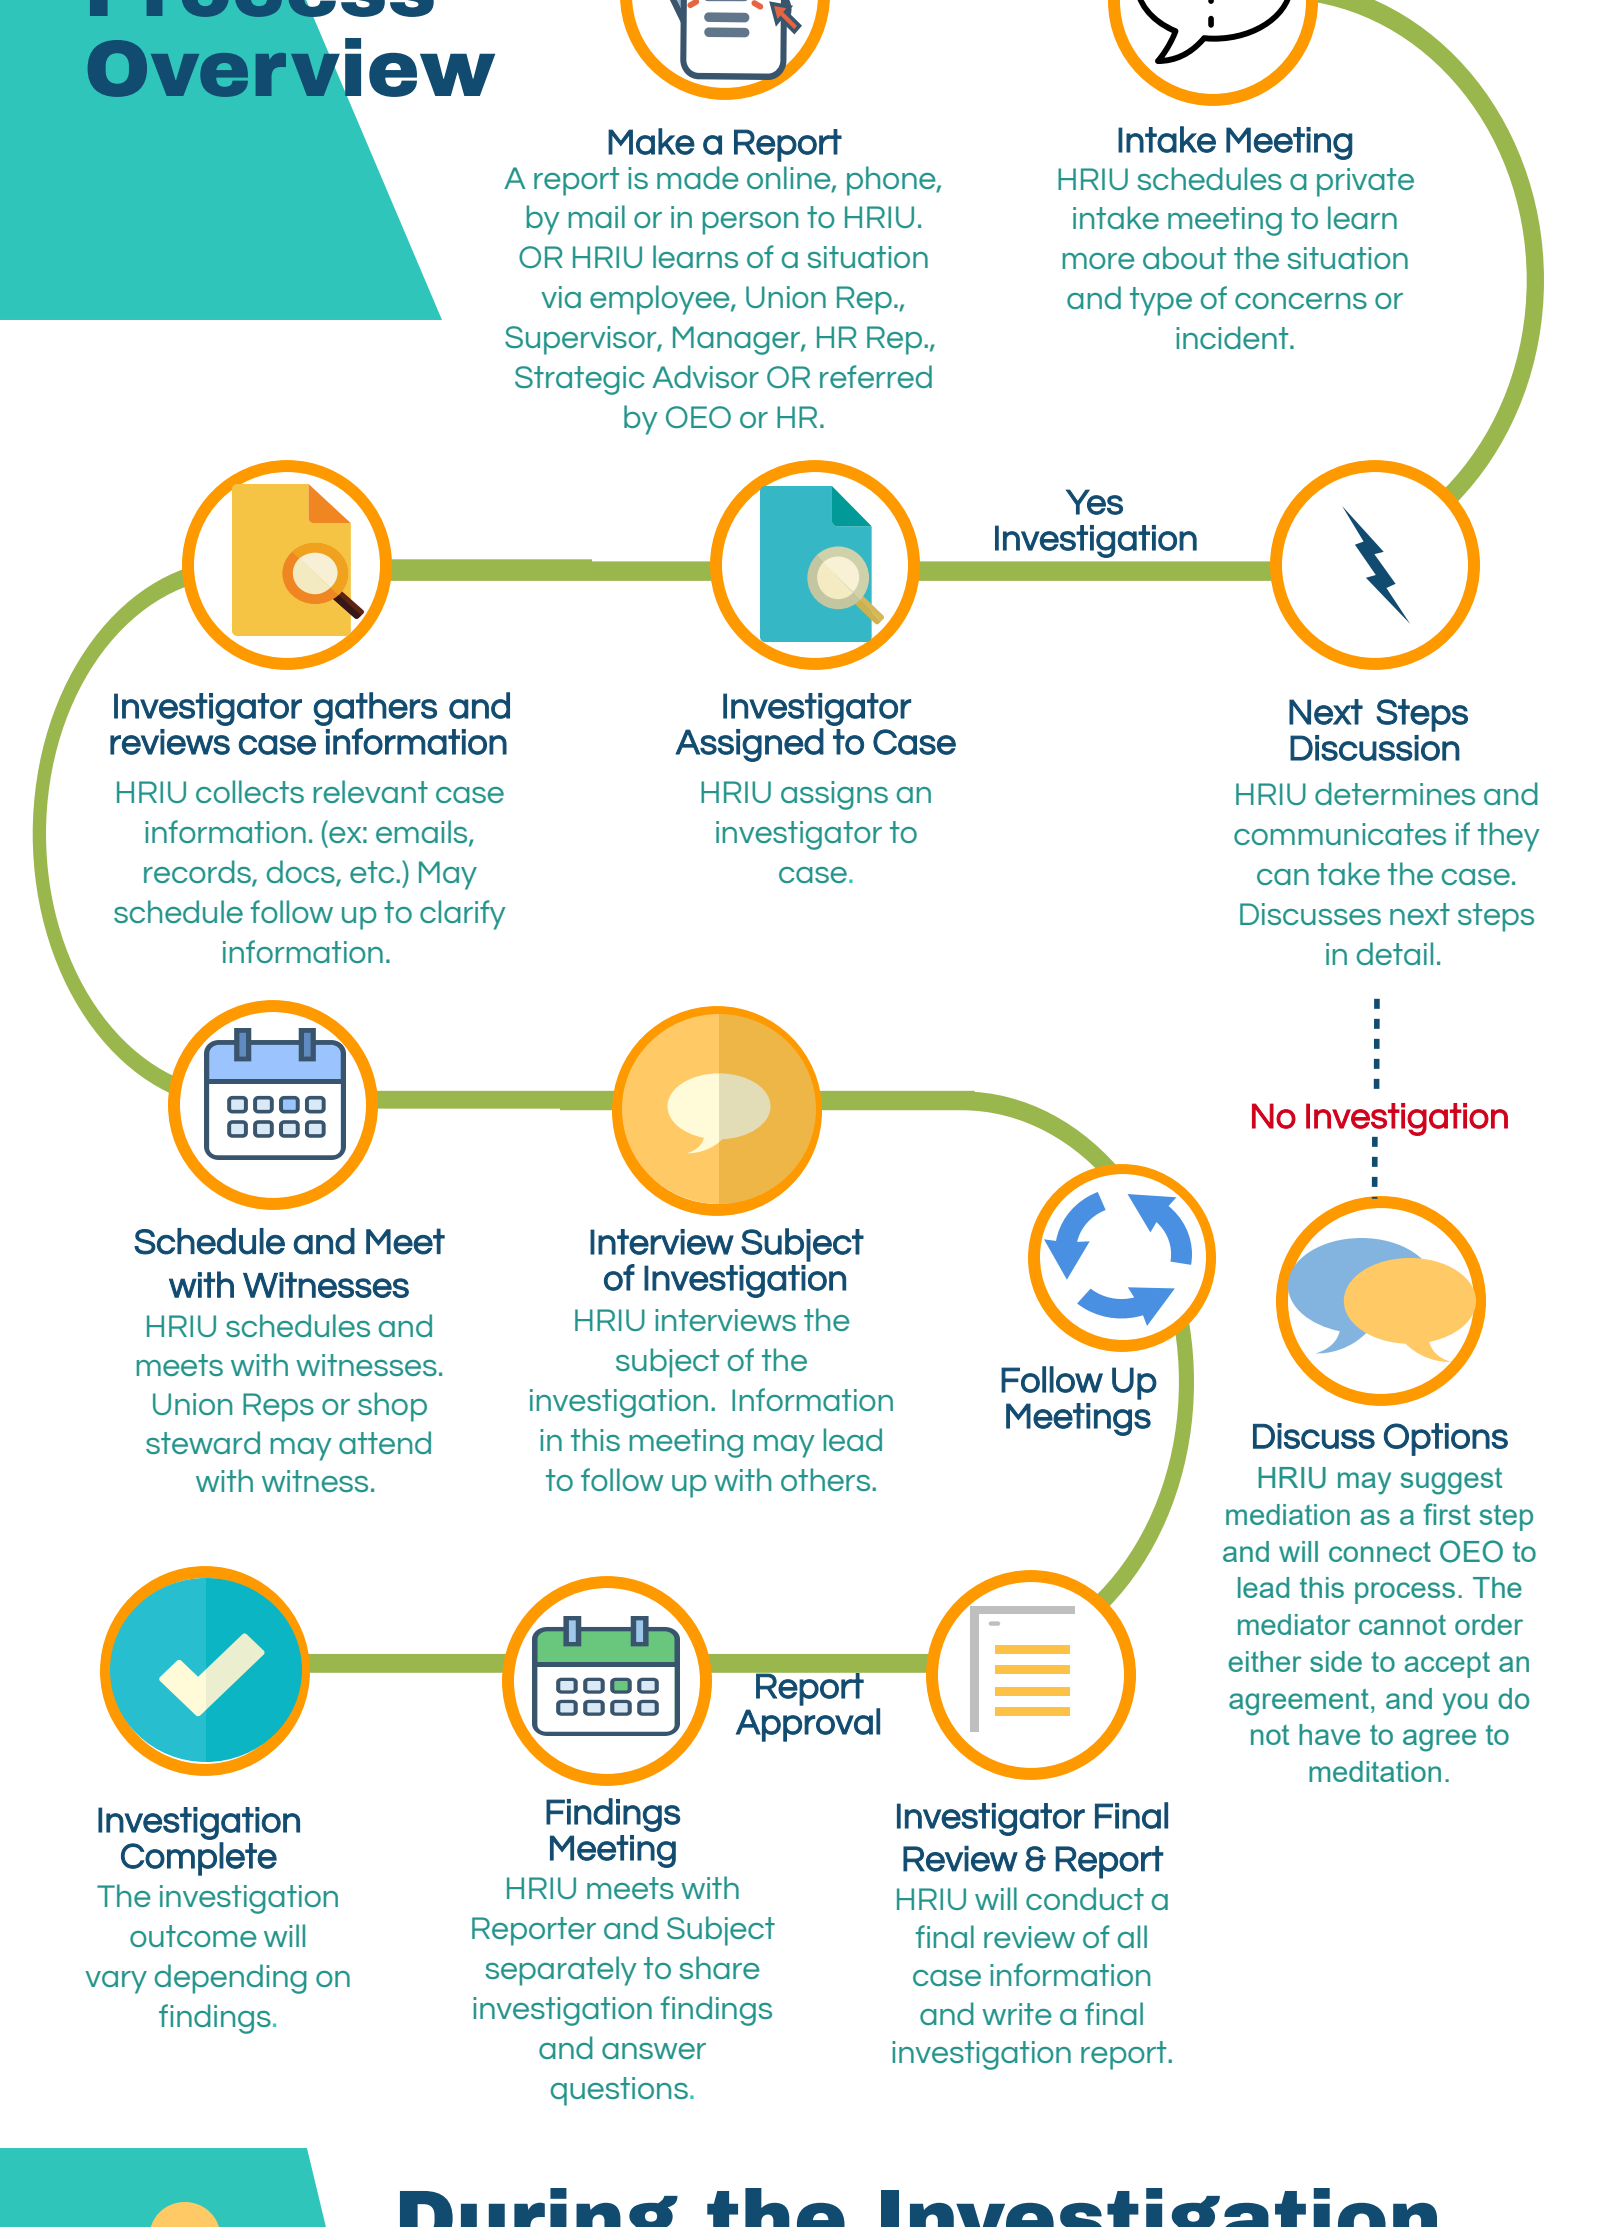 Process
Overview
Make a Report
A report is made online, phone,
by mail or in person to HRIU.
OR HRIU learns of a situation
via employee, Union Rep.,
Supervisor, Manager, HR Rep.,
Strategic Advisor OR referred
by OEO or HR.
Intake Meeting
HRIU schedules a private
intake meeting to learn
more about the situation
and type of concerns or
incident.
Yes
Investigation
Next Steps
Discussion
HRIU determines and
communicates if they
can take the case.
Discusses next steps
in detail.
Investigator
Assigned to Case
HRIU assigns an
investigator to
case.
Investigator gathers and
reviews case information
HRIU collects relevant case
information. (ex: emails,
records, docs, etc.) May
schedule follow up to clarify
information.
No Investigation
Discuss Options
HRIU may suggest
mediation as a first step
and will connect OEO to
lead this process. The
mediator cannot order
either side to accept an
agreement, and you do
not have to agree to
meditation.
Schedule and Meet
with Witnesses
HRIU schedules and
meets with witnesses.
Union Reps or shop
steward may attend
with witness.
Interview Subject
of Investigation
HRIU interviews the
subject of the
investigation. Information
in this meeting may lead
to follow up with others.
Follow Up
Meetings
Investigator Final
Review & Report
HRIU will conduct a
final review of all
case information
and write a final
investigation report.
Report
Approval
Findings
Meeting
HRIU meets with
Reporter and Subject
separately to share
investigation findings
and answer
questions.
Investigation
Complete
The investigation
outcome will
vary depending on
findings.
During the Investigation